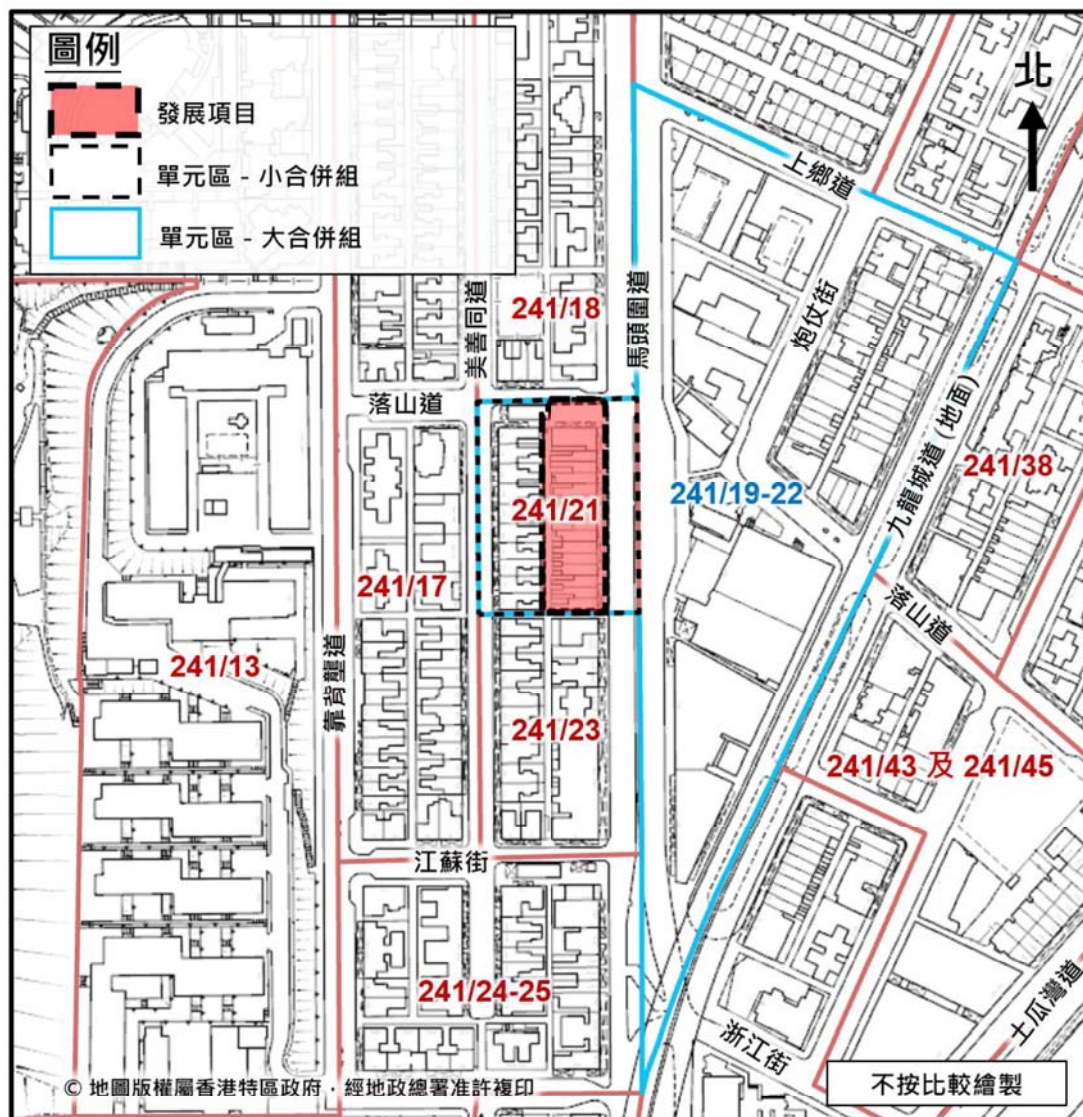 圖例
發展項目
單元區 - 小合併組
單元區 - 大合併組
北
上鄉道
美善同道
241/18
馬頭圍道
炮仗街
落山道
九龍城道 (地面)
241/38
241/21
241/19-22
落山道
241/17
241/13
靠背壟道
241/23
241/43 及 241/45
江蘇街
241/24-25
土瓜灣道
浙江街
© 地圖版權屬香港特區政府，經地政總署准許複印
不按比較繪製